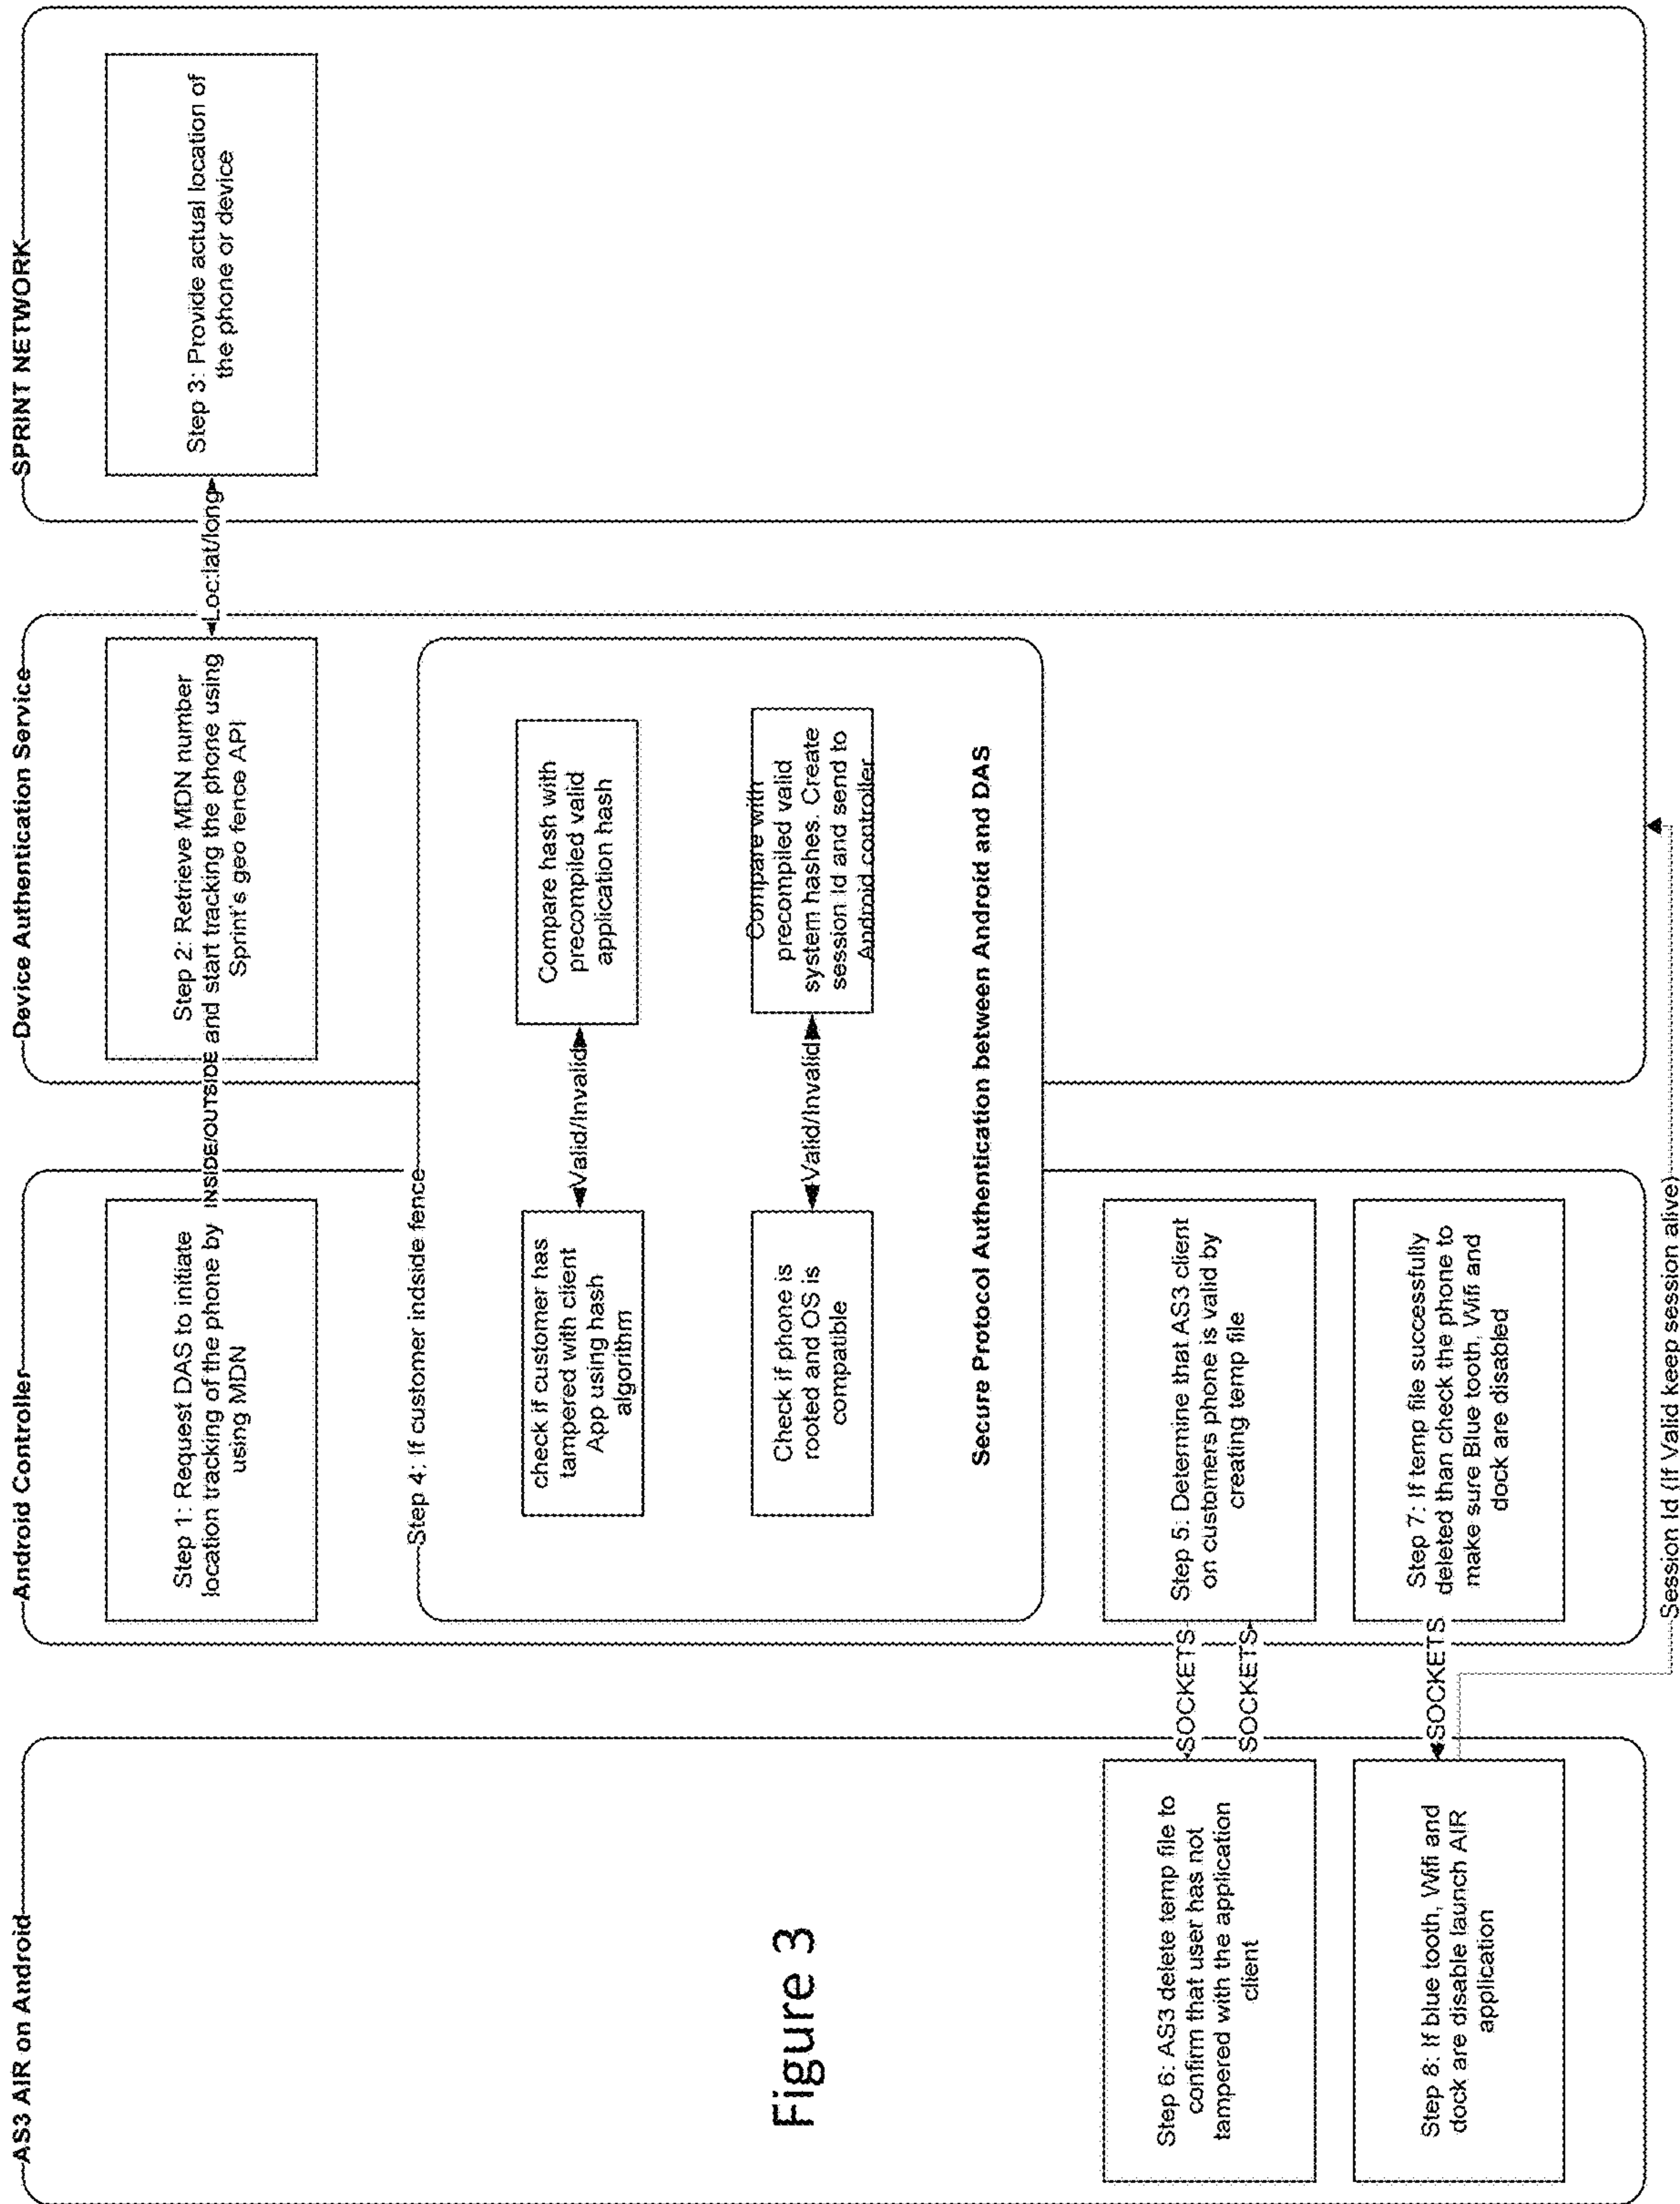 AS3 AIR on Android
Android Controller
Device Authentication Service
SPRINT NETWORK
Step 1: Request DAS to initiate
location tracking of the phone by
using MDN
INSIDE/OUTSIDE
Step 2: Retrieve MDN number
and start tracking the phone using
Sprint's geo fence API
Loc:lat/long
Step 3: Provide actual location of
the phone or device
Step 4: If customer indside fence
check if customer has
tampered with client
App using hash
algorithm
Valid/Invalid
Compare hash with
precompiled valid
application hash
Check if phone is
rooted and OS is
compatible
Valid/Invalid
Compare with
precompiled valid
system hashes. Create
session Id and send to
Android controller
Secure Protocol Authentication between Android and DAS
Figure 3
Step 6: AS3 delete temp file to
confirm that user has not
tampered with the application
client
SOCKETS
SOCKETS
Step 5: Determine that AS3 client
on customers phone is valid by
creating temp file
Step 8: If blue tooth, Wifi and
dock are disable launch AIR
application
SOCKETS
Step 7: If temp file successfully
deleted than check the phone to
make sure Blue tooth, Wifi and
dock are disabled
Session Id (If Valid keep session alive)